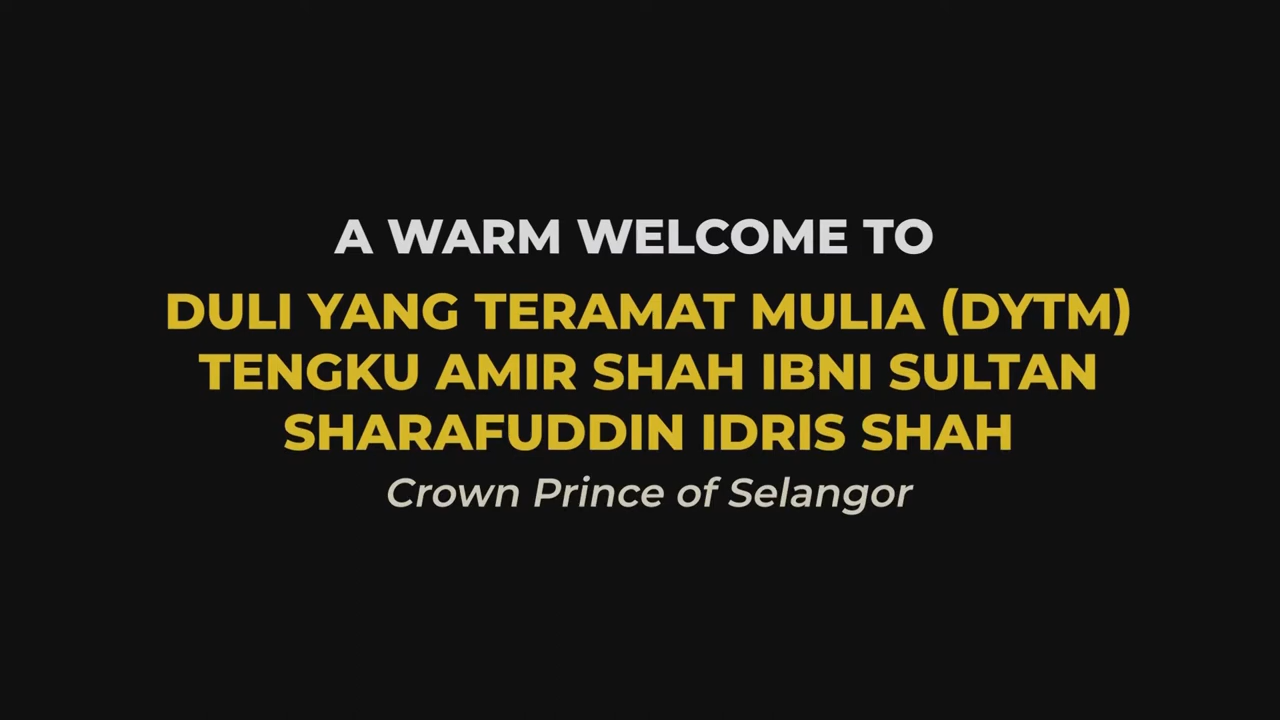 A WARM WELCOME TO
DULI YANG TERAMAT MULIA (DYTM)
TENGKU AMIR SHAH IBNI SULTAN
SHARAFUDDIN IDRIS SHAH
Crown Prince of Selangor